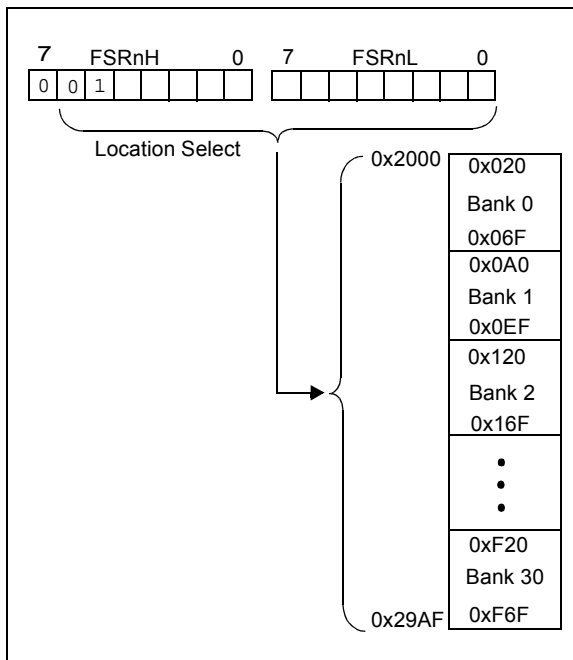 7 FSRnH 0 7 FSRnL 0
0 0 1
Location Select
0x2000
0x020
Bank 0
0x06F
0x0A0
Bank 1
0x0EF
0x120
Bank 2
0x16F
0xF20
Bank 30
0xF6F
0x29AF